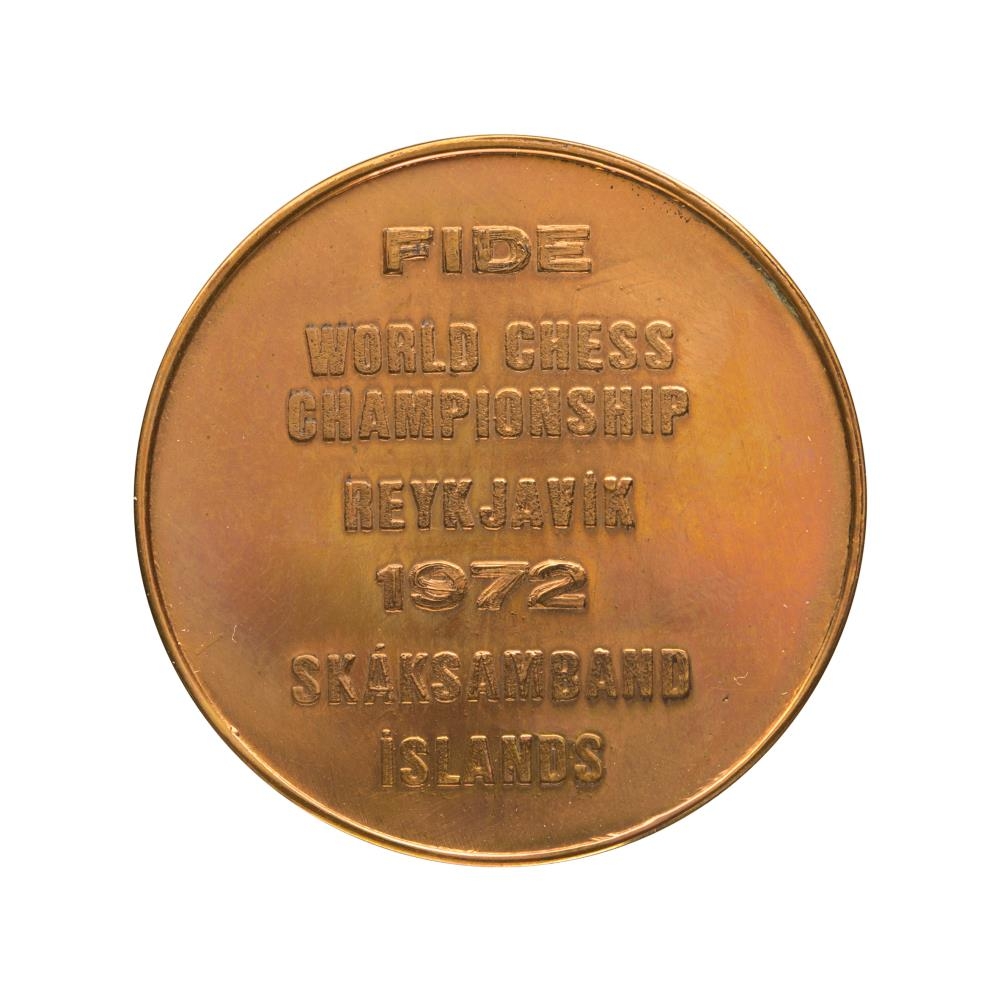 FIDE
WORLD CHESS
CHAMPIONSHIP
REYKJAVÍK
1972
SKÁKSAMBAND
ÍSLANDS